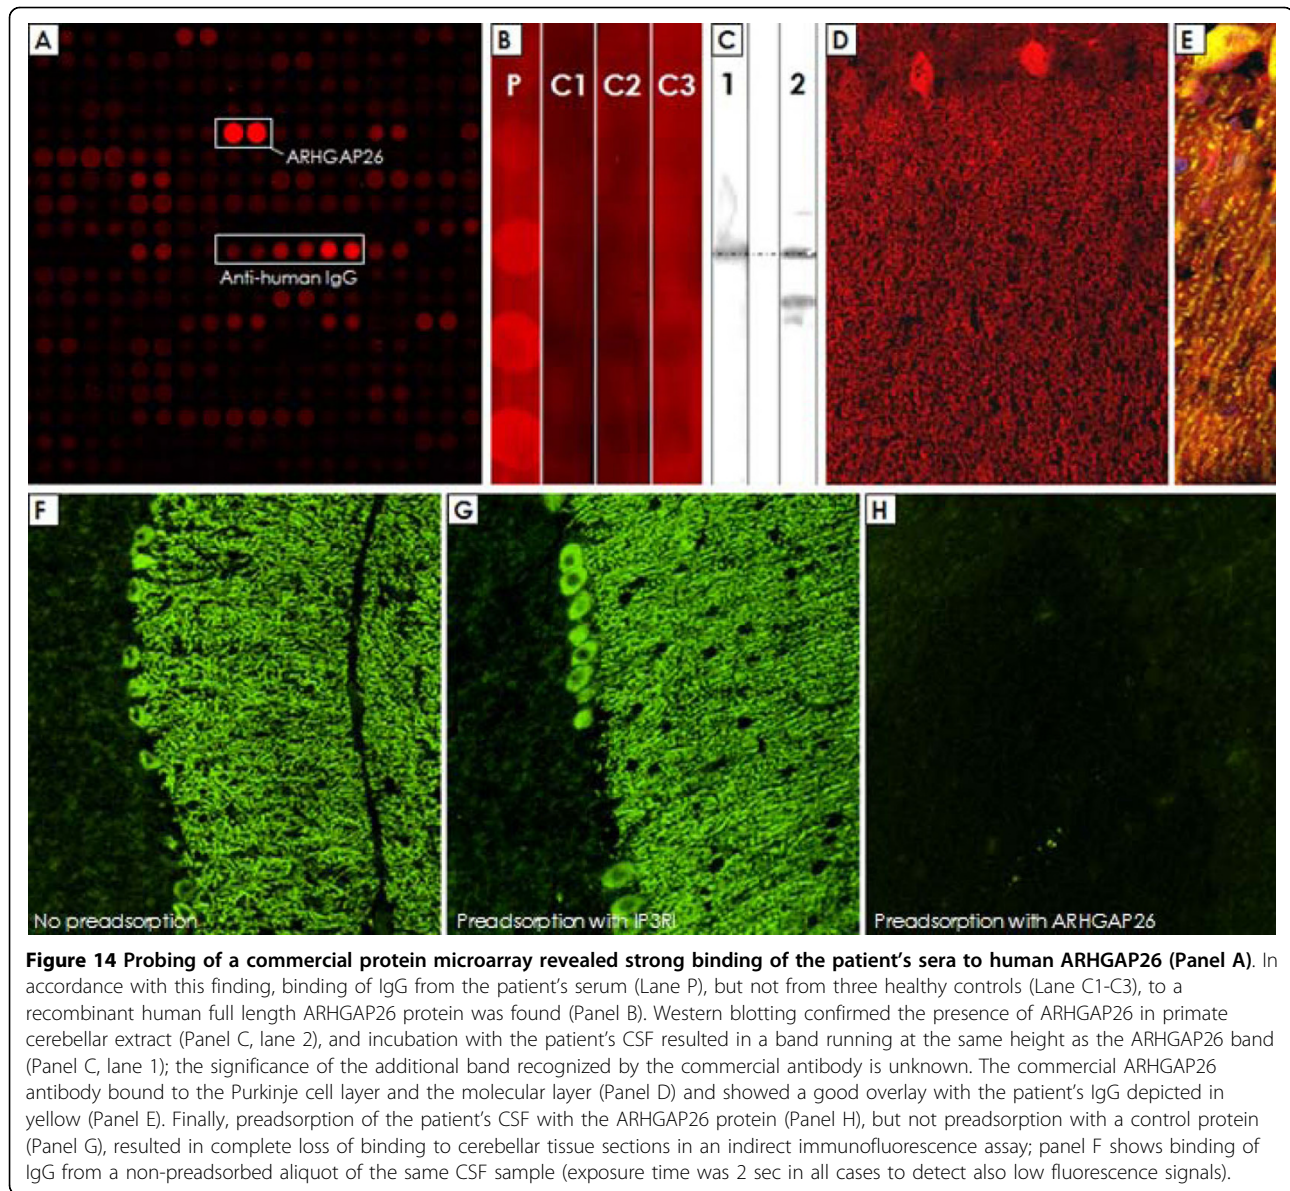 A
B
C
D
E
P
C1
C2
C3
1
2
ARHGAP26
Anti-human IgG
F
G
H
No preadsorption
Preadsorption with IP3RI
Preadsorption with ARHGAP26
Figure 14 Probing of a commercial protein microarray revealed strong binding of the patient's sera to human ARHGAP26 (Panel A). In
accordance with this finding, binding of IgG from the patient's serum (Lane P), but not from three healthy controls (Lane C1-C3), to a
recombinant human full length ARHGAP26 protein was found (Panel B). Western blotting confirmed the presence of ARHGAP26 in primate
cerebellar extract (Panel C, lane 2), and incubation with the patient's CSF resulted in a band running at the same height as the ARHGAP26 band
(Panel C, lane 1); the significance of the additional band recognized by the commercial antibody is unknown. The commercial ARHGAP26
antibody bound to the Purkinje cell layer and the molecular layer (Panel D) and showed a good overlay with the patient's IgG depicted in
yellow (Panel E). Finally, preadsorption of the patient's CSF with the ARHGAP26 protein (Panel H), but not preadsorption with a control protein
(Panel G), resulted in complete loss of binding to cerebellar tissue sections in an indirect immunofluorescence assay; panel F shows binding of
IgG from a non-preadsorbed aliquot of the same CSF sample (exposure time was 2 sec in all cases to detect also low fluorescence signals).